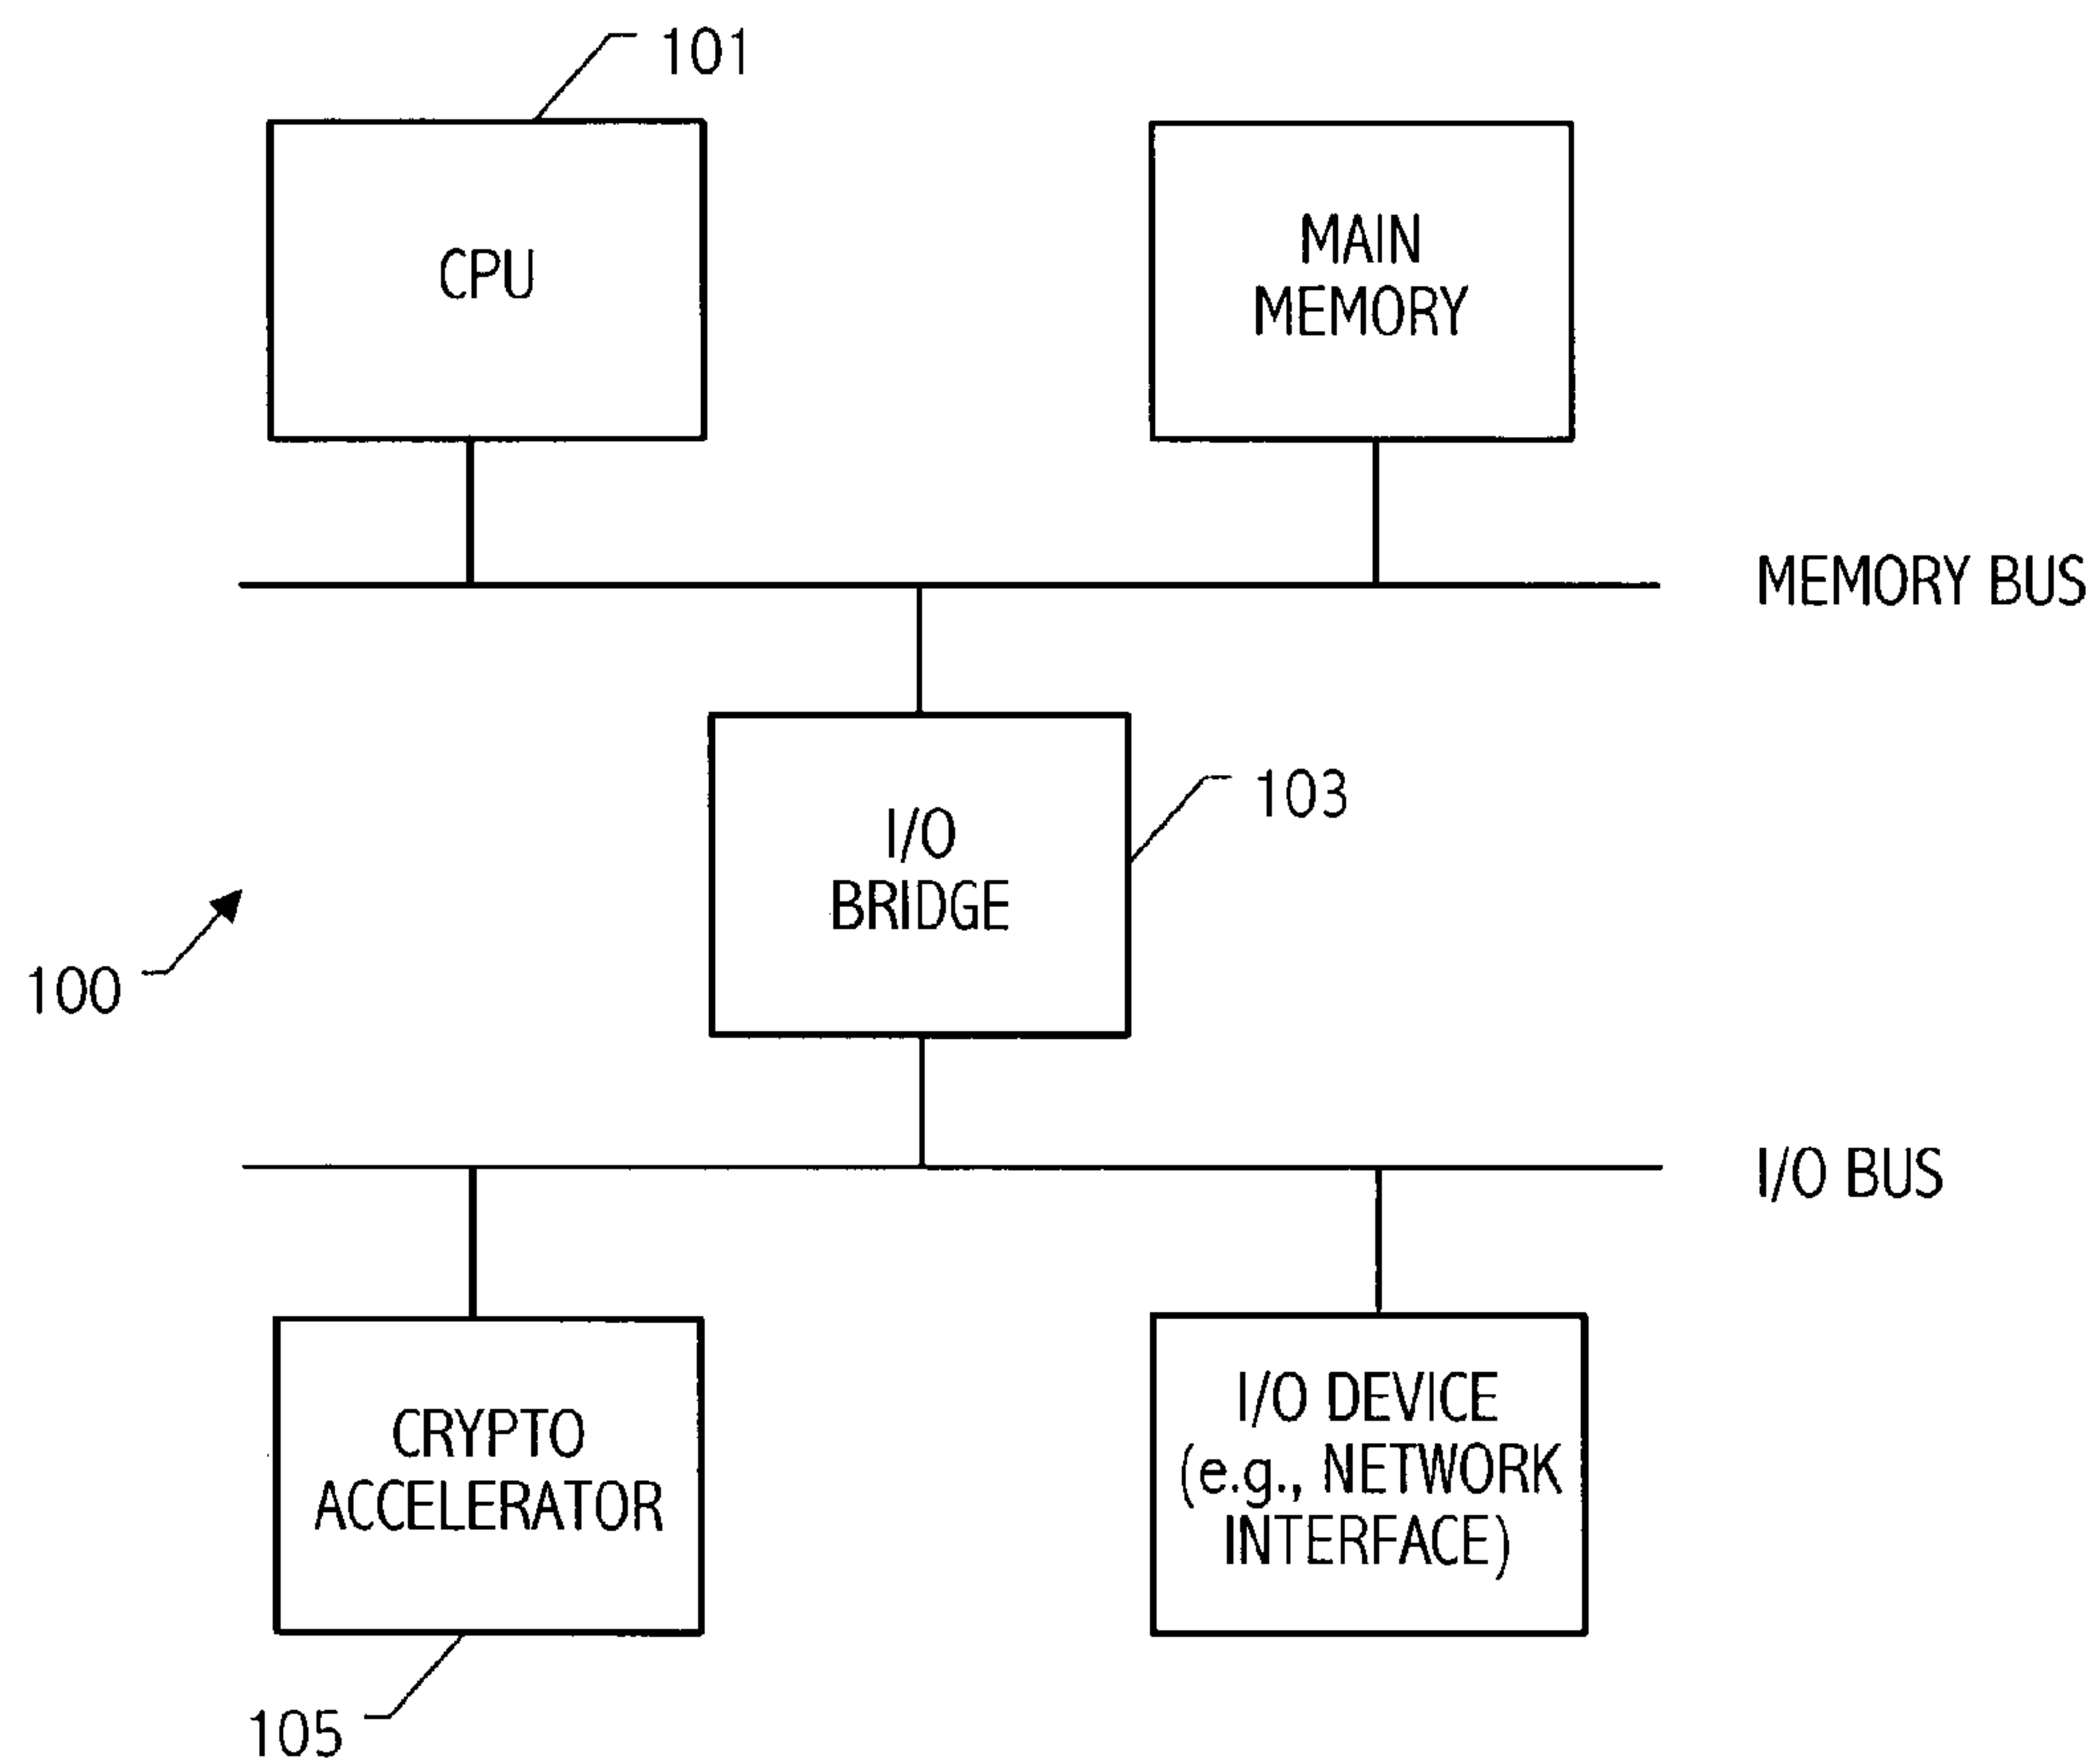 101
CPU
MAIN
MEMORY
MEMORY BUS
I/O
BRIDGE
103
100
I/O BUS
CRYPTO
ACCELERATOR
I/O DEVICE
(e.g., NETWORK
INTERFACE)
105